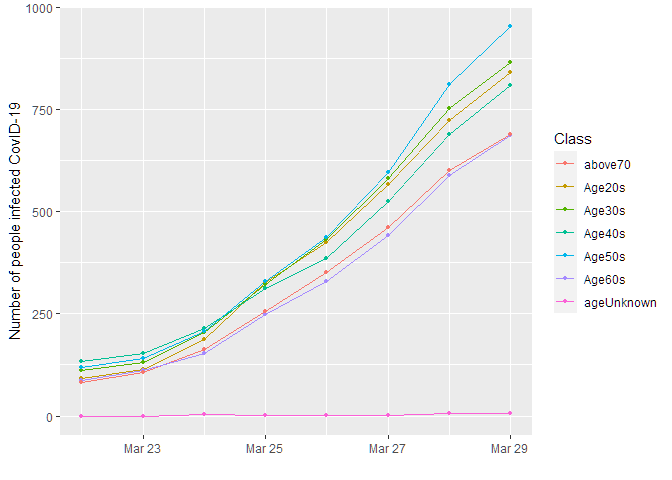 1000
750
500
250
0
Number of people infected CovID-19
Mar 23
Mar 25
Mar 27
Mar 29
Class
above70
Age20s
Age30s
Age40s
Age50s
Age60s
ageUnknown